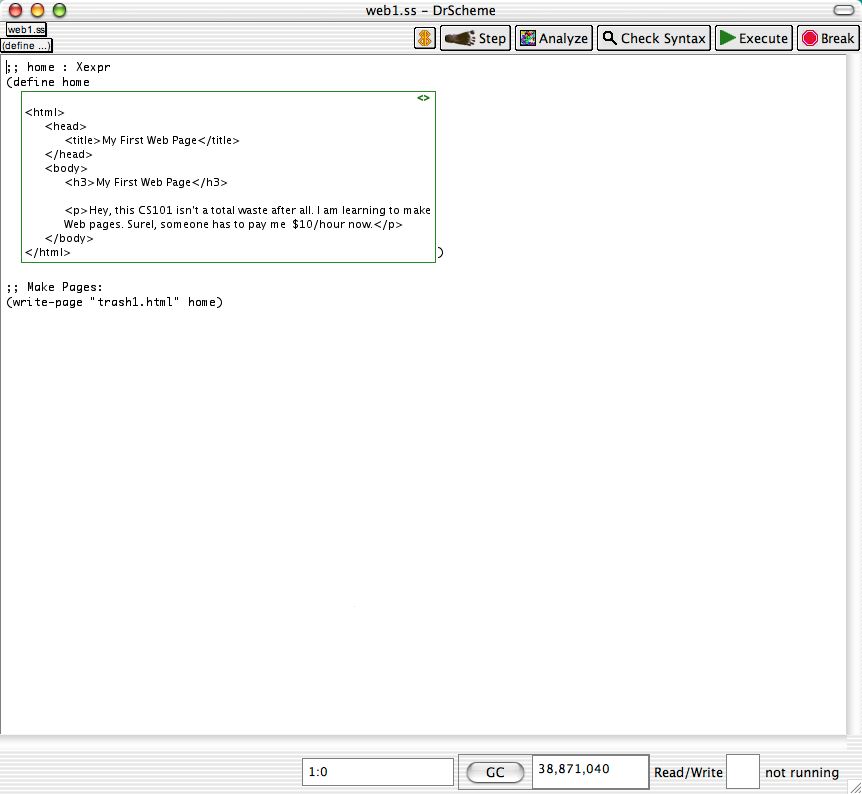 web1.ss - DrScheme
web1.ss
(define ...)
Step Analyze Check Syntax Execute Break
;; home : Xexpr
(define home
<>
<html>
<head>
<title>My First Web Page</title>
</head>
<body>
<h3>My First Web Page</h3>
<p>Hey, this CS101 isn't a total waste after all. I am learning to make
Web pages. Surel, someone has to pay me $10/hour now.</p>
</body>
</html>
)
;; Make Pages:
(write-page "trash1.html" home)
1:0 GC 38,871,040 Read/Write not running